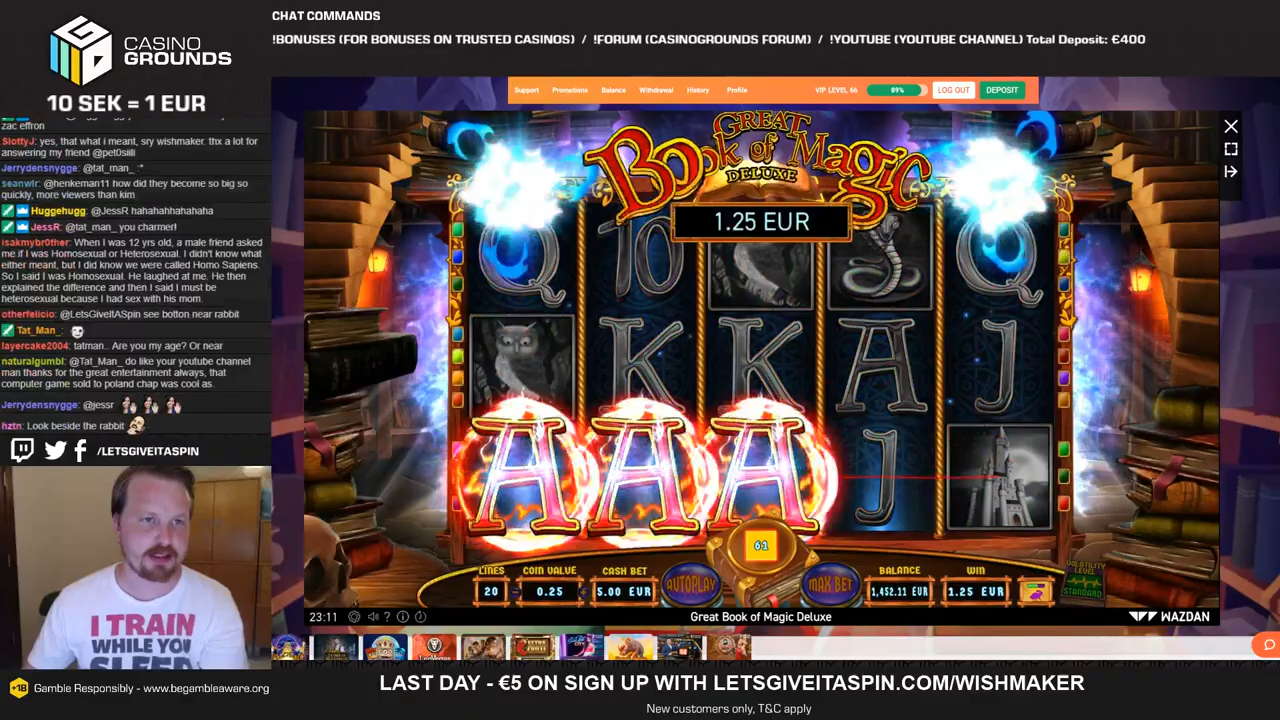 CHAT COMMANDS
!BONUSES (FOR BONUSES ON TRUSTED CASINOS) / !FORUM (CASINOGROUNDS FORUM) / !YOUTUBE (YOUTUBE CHANNEL) Total Deposit: €400
CASINO
GROUNDS
10 SEK = 1 EUR
zac effron
SlottyJ: yes, that what i meant, sry wishmaker. thx a lot for
answering my friend @pet0siili
Jerrydensnygge: @tat_man_ :*
seanwlr: @henkeman11 how did they become so big so
quickly, more viewers than kim
Huggehugg: @JessR hahahahhahahaha
JessR: @tat_man_ you charmer!
isakmybr0ther: When I was 12 yrs old, a male friend asked
me if I was Homosexual or Heterosexual. I didn't know what
either meant, but I did know we were called Homo Sapiens.
So I said I was Homosexual. He laughed at me. He then
explained the difference and then I said I must be
heterosexual because I had sex with his mom.
otherfelicio: @LetsGiveItASpin see botton near rabbit
Tat_Man_:
layercake2004: tatman.. Are you my age? Or near
naturalgumbl: @Tat_Man_ do like your youtube channel
man thanks for the great entertainment always, that
computer game sold to poland chap was cool as.
Jerrydensnygge: @jessr
hztn: Look beside the rabbit
/LETSGIVEITASPIN
I TRAIN
WHILE YOU
SLEEP
Support Promotions Balance Withdrawal History Profile VIP LEVEL 66 89% LOG OUT DEPOSIT
GREAT
Book of Magic
DELUXE
1.25 EUR
Q 10 Q
K K A J
A A A J
61
LINES COIN VALUE CASH BET AUTOPLAY MAX BET BALANCE WIN VOLATILITY LEVEL
20 0.25 5.00 EUR 1,452.11 EUR 1.25 EUR STANDARD
23:11 ? Great Book of Magic Deluxe WAZDAN
+18 Gamble Responsibly - www.begambleaware.org
LAST DAY - €5 ON SIGN UP WITH LETSGIVEITASPIN.COM/WISHMAKER
New customers only, T&C apply